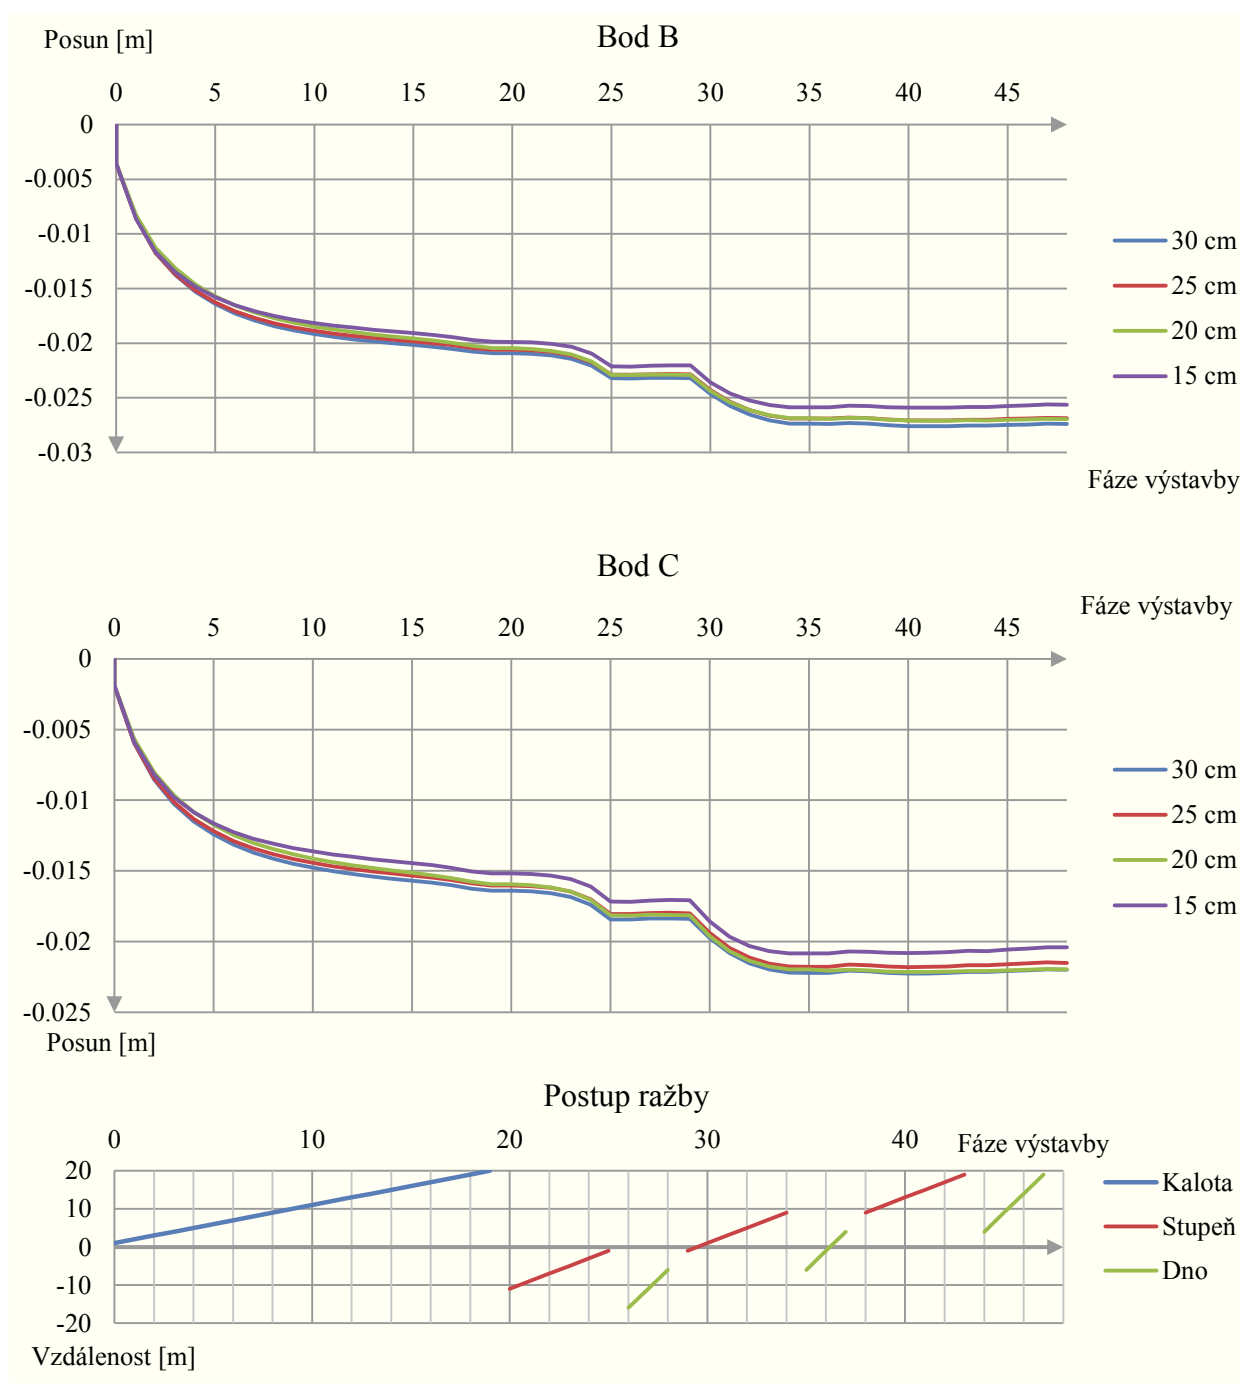 Posun [m]
Bod B
0 5 10 15 20 25 30 35 40 45
0
-0.005
-0.01
-0.015
-0.02
-0.025
-0.03
30 cm
25 cm
20 cm
15 cm
Fáze výstavby
Bod C
Fáze výstavby
0 5 10 15 20 25 30 35 40 45
0
-0.005
-0.01
-0.015
-0.02
-0.025
30 cm
25 cm
20 cm
15 cm
Posun [m]
Postup ražby
0 10 20 30 40 Fáze výstavby
20
10
0
-10
-20
Kalota
Stupeň
Dno
Vzdálenost [m]